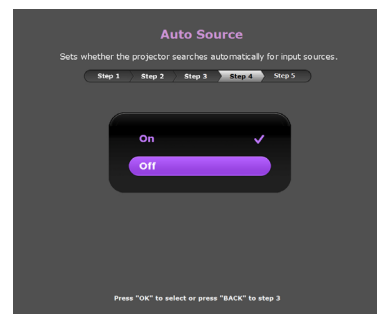 Auto Source
Sets whether the projector searches automatically for input sources.
Step 1 Step 2 Step 3 Step 4 Step 5
On
Off
Press "OK" to select or press "BACK" to step 3